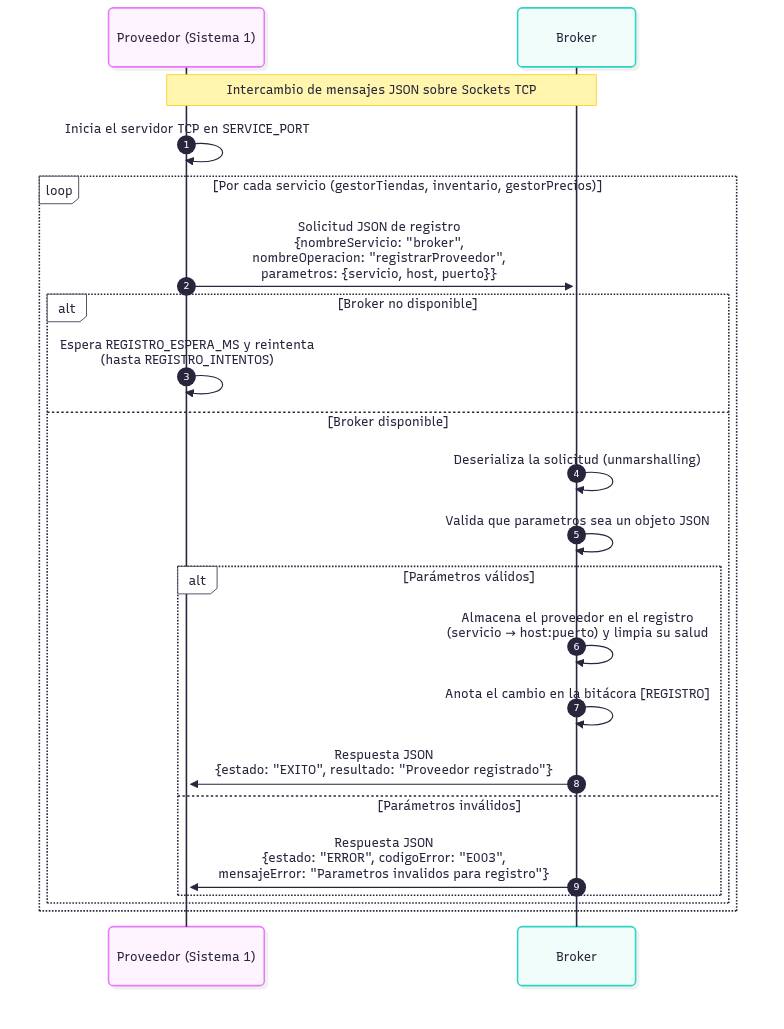 Proveedor (Sistema 1)
Broker
Intercambio de mensajes JSON sobre Sockets TCP
Inicia el servidor TCP en SERVICE_PORT
1
loop
[Por cada servicio (gestorTiendas, inventario, gestorPrecios)]
Solicitud JSON de registro
{nombreServicio: "broker",
nombreOperacion: "registrarProveedor",
parametros: {servicio, host, puerto}}
2
alt
[Broker no disponible]
Espera REGISTRO_ESPERA_MS y reintenta
(hasta REGISTRO_INTENTOS)
3
[Broker disponible]
Deserializa la solicitud (unmarshalling)
4
Valida que parametros sea un objeto JSON
5
alt
[Parámetros válidos]
Almacena el proveedor en el registro
(servicio → host:puerto) y limpia su salud
6
Anota el cambio en la bitácora [REGISTRO]
7
Respuesta JSON
{estado: "EXITO", resultado: "Proveedor registrado"}
8
[Parámetros inválidos]
Respuesta JSON
{estado: "ERROR", codigoError: "E003",
mensajeError: "Parametros invalidos para registro"}
9
Proveedor (Sistema 1)
Broker